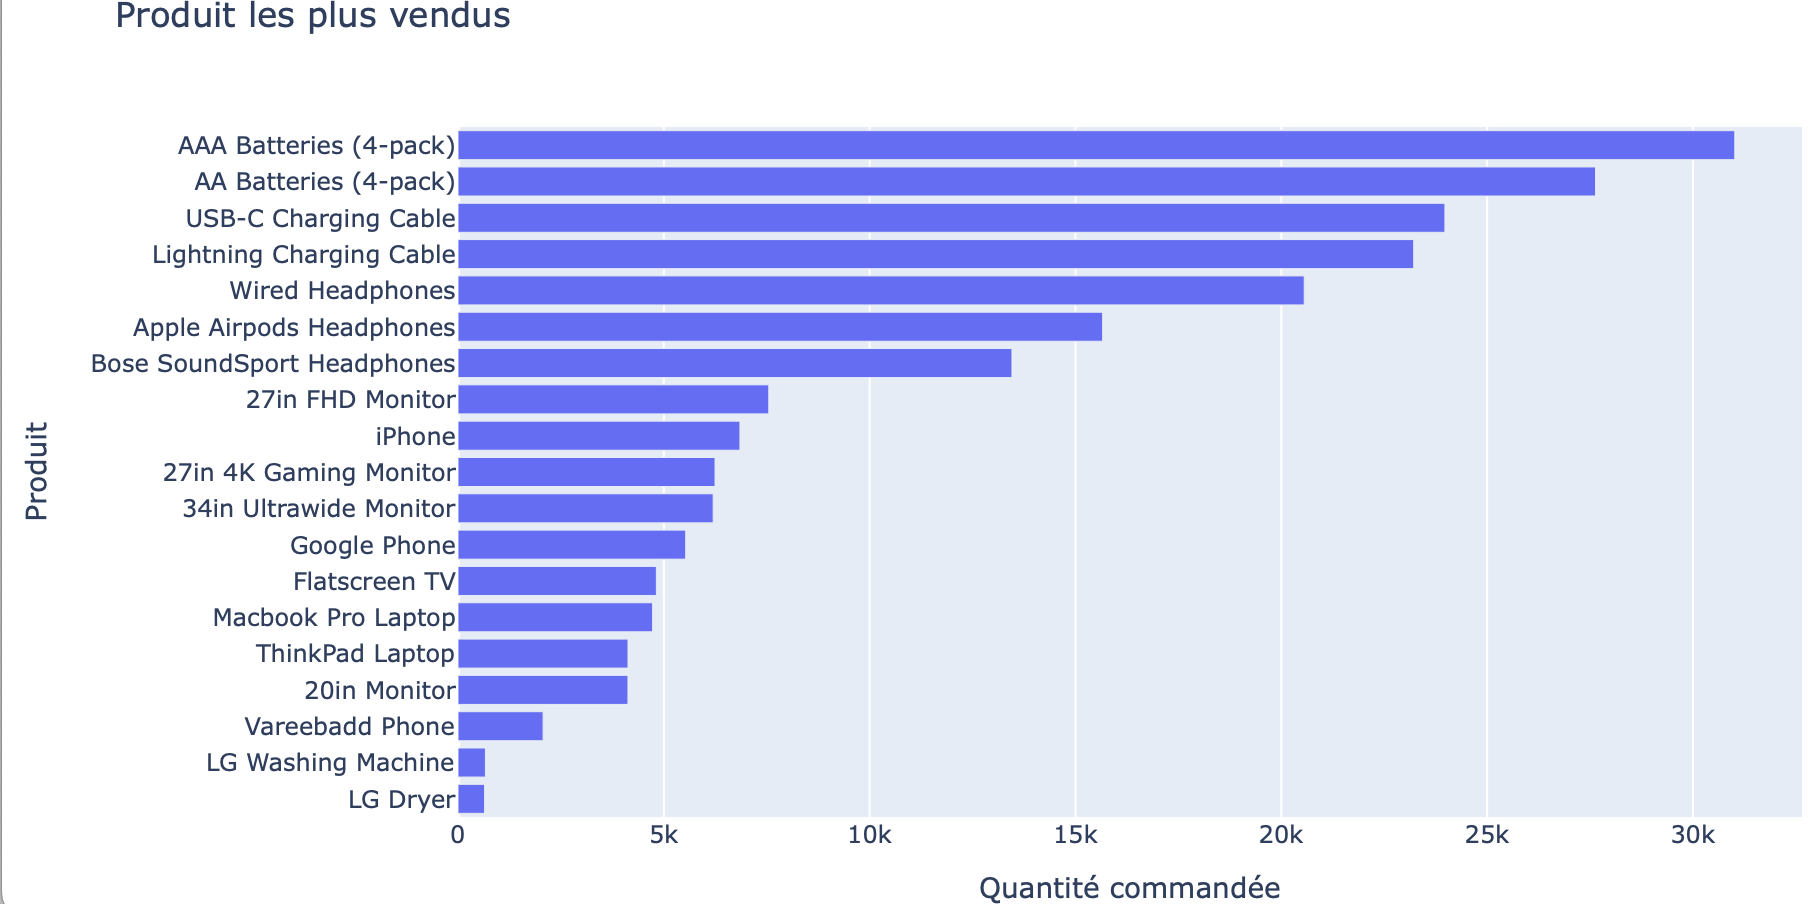 Produit les plus vendus
AAA Batteries (4-pack)
AA Batteries (4-pack)
USB-C Charging Cable
Lightning Charging Cable
Wired Headphones
Apple Airpods Headphones
Bose SoundSport Headphones
27in FHD Monitor
iPhone
27in 4K Gaming Monitor
34in Ultrawide Monitor
Google Phone
Flatscreen TV
Macbook Pro Laptop
ThinkPad Laptop
20in Monitor
Vareebadd Phone
LG Washing Machine
LG Dryer
Produit
0 5k 10k 15k 20k 25k 30k
Quantité commandée